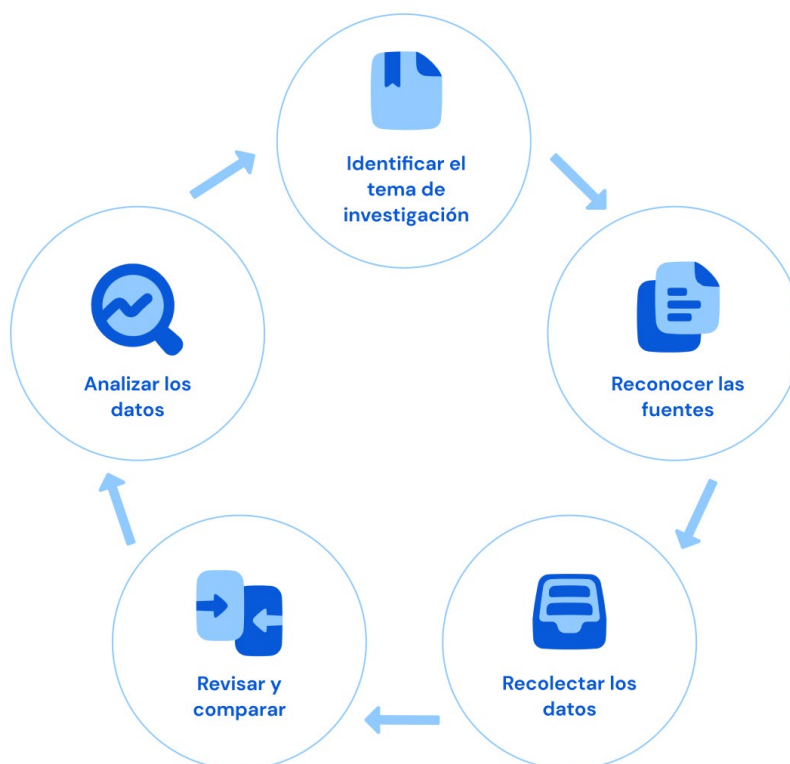 Identificar el
tema de
investigación
Reconocer las
fuentes
Recolectar los
datos
Revisar y
comparar
Analizar los
datos